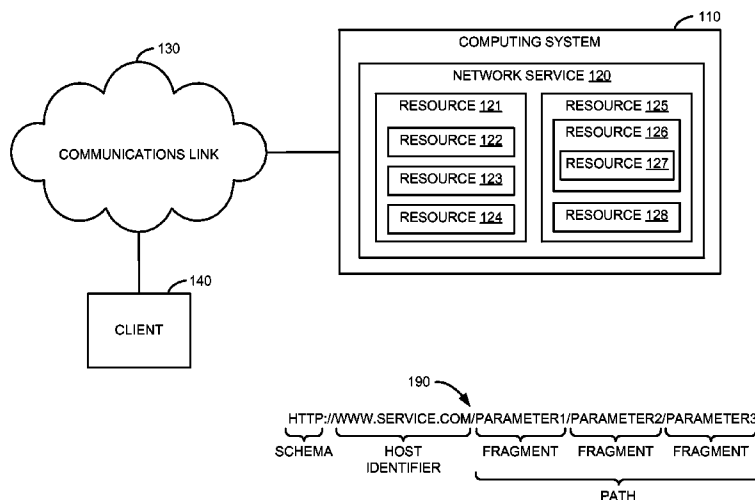 130
110
COMPUTING SYSTEM
NETWORK SERVICE 120
RESOURCE 121
RESOURCE 125
RESOURCE 122
RESOURCE 126
RESOURCE 127
RESOURCE 123
RESOURCE 124
RESOURCE 128
COMMUNICATIONS LINK
140
CLIENT
190
HTTP://WWW.SERVICE.COM/PARAMETER1/PARAMETER2/PARAMETER3
SCHEMA
HOST
IDENTIFIER
FRAGMENT
FRAGMENT
FRAGMENT
PATH